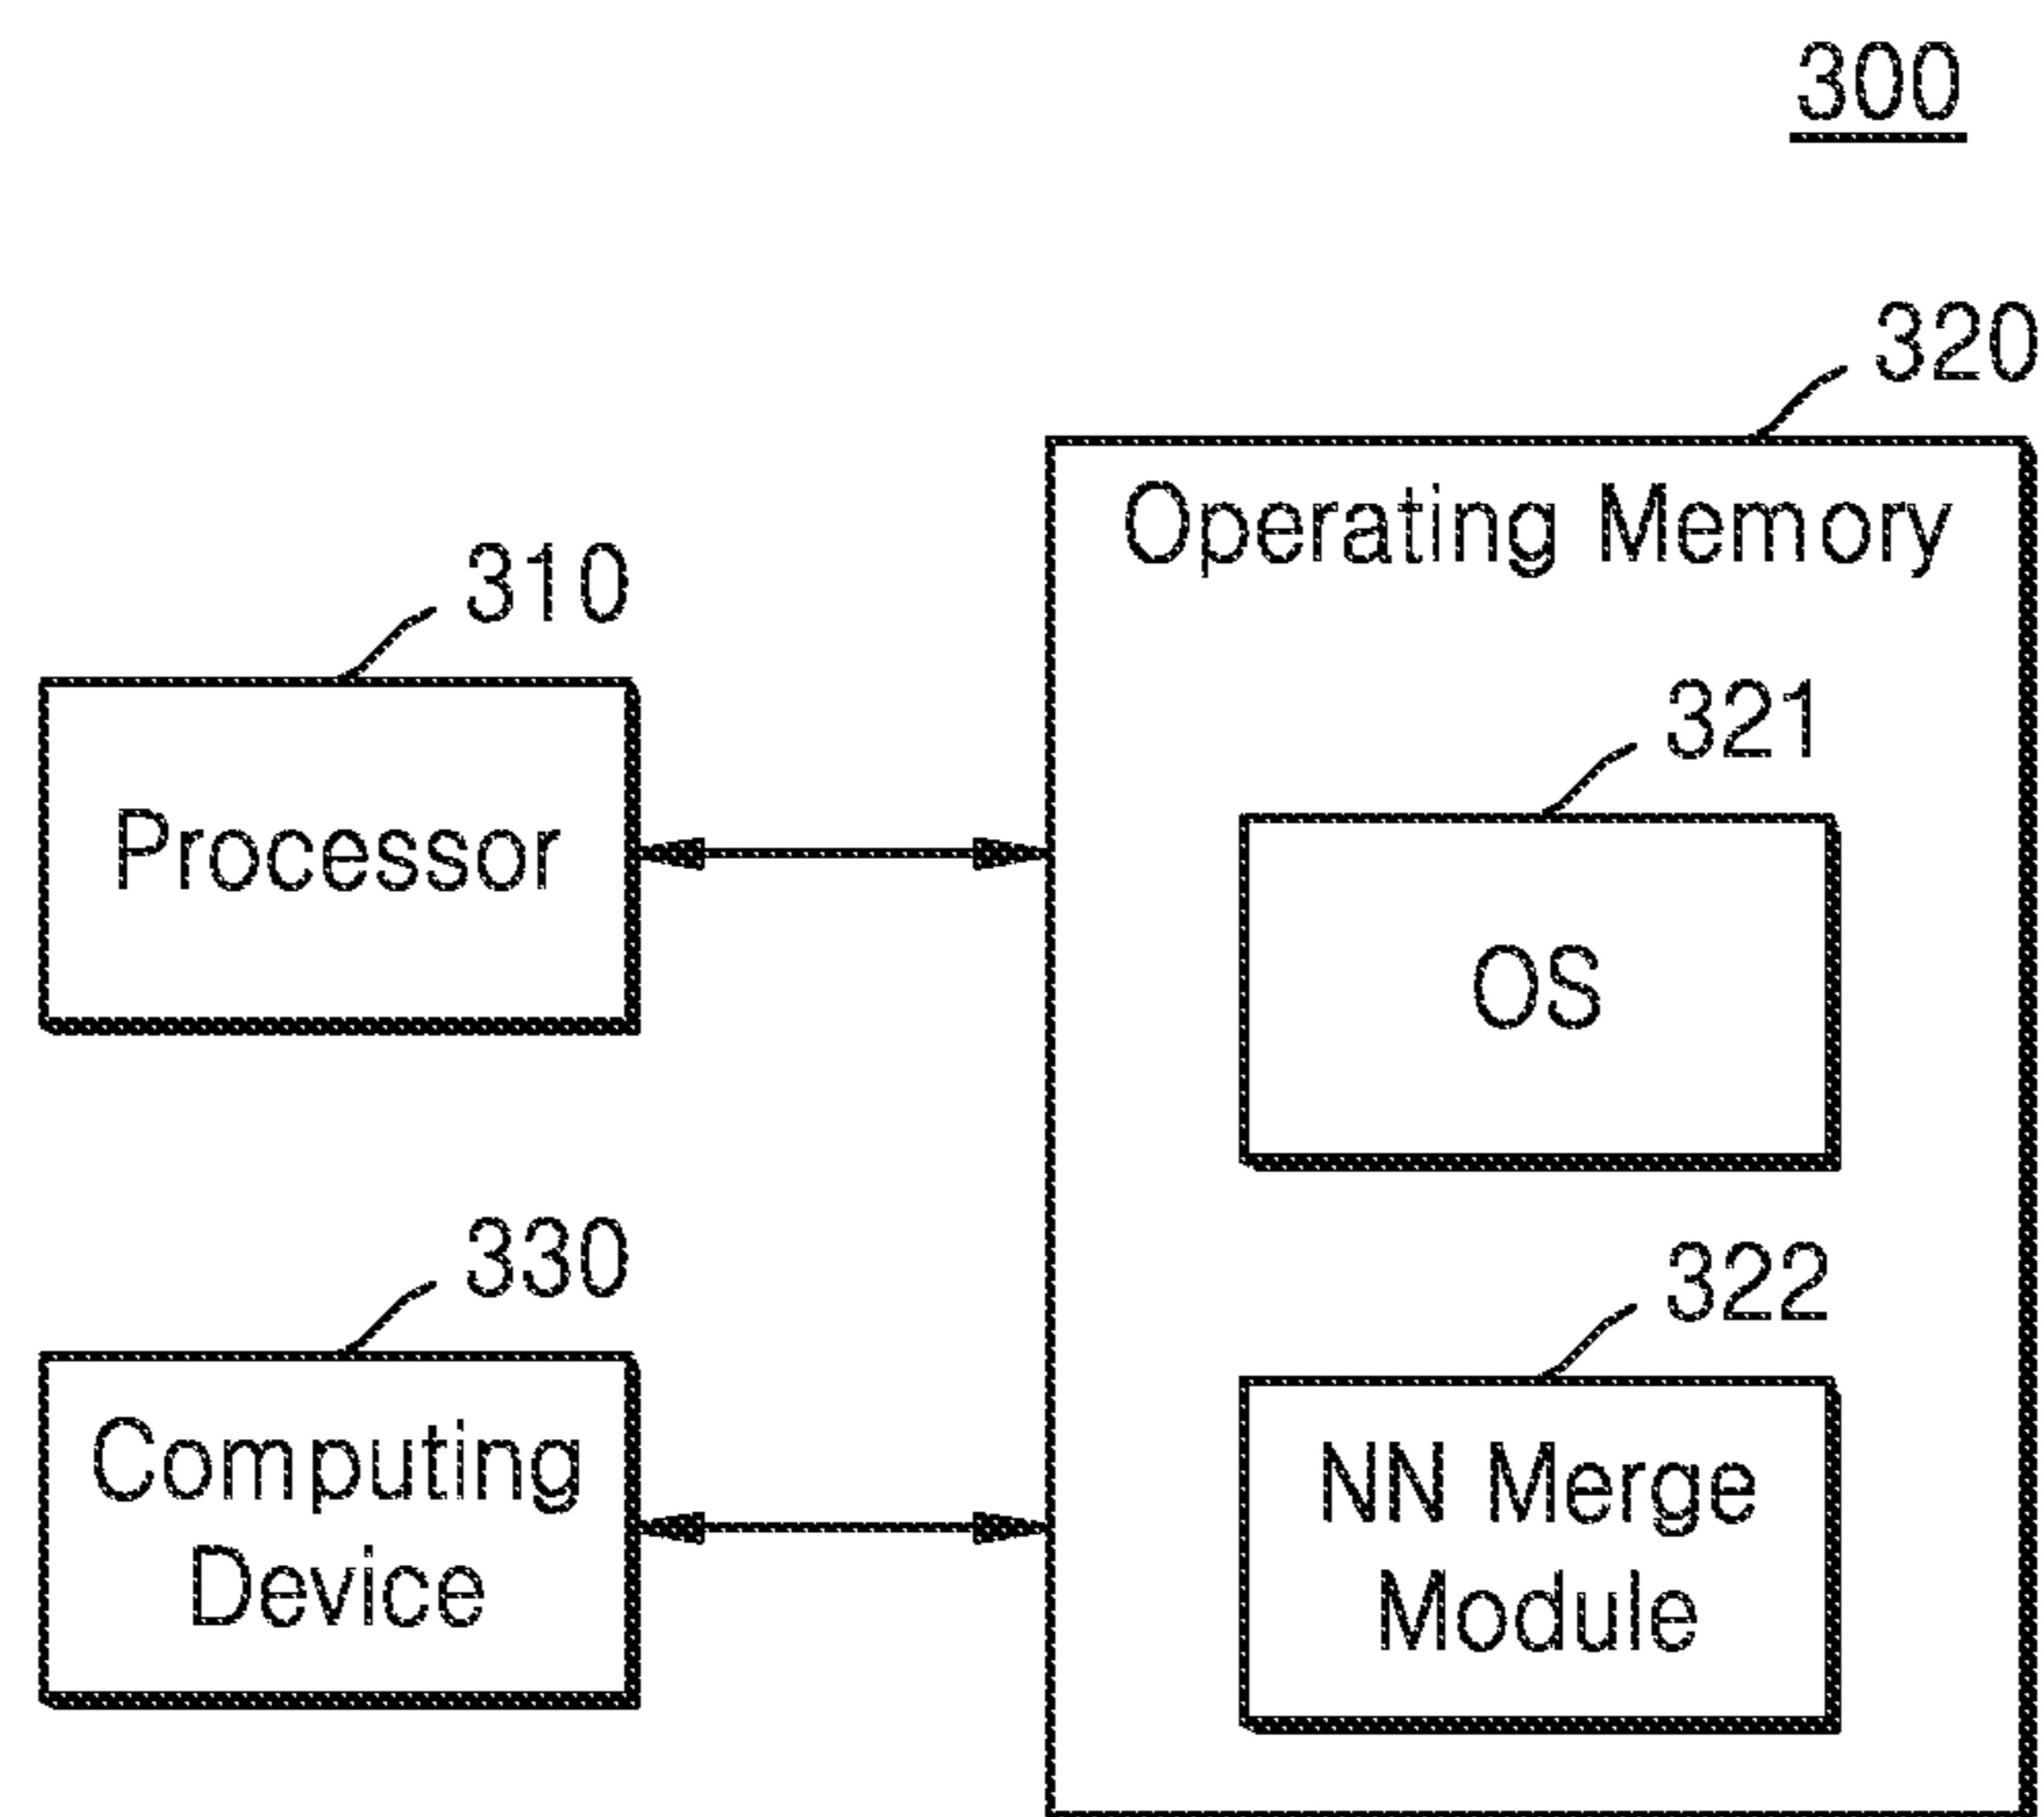 300
320
Operating Memory
310
Processor
321
OS
330
Computing
Device
322
NN Merge
Module